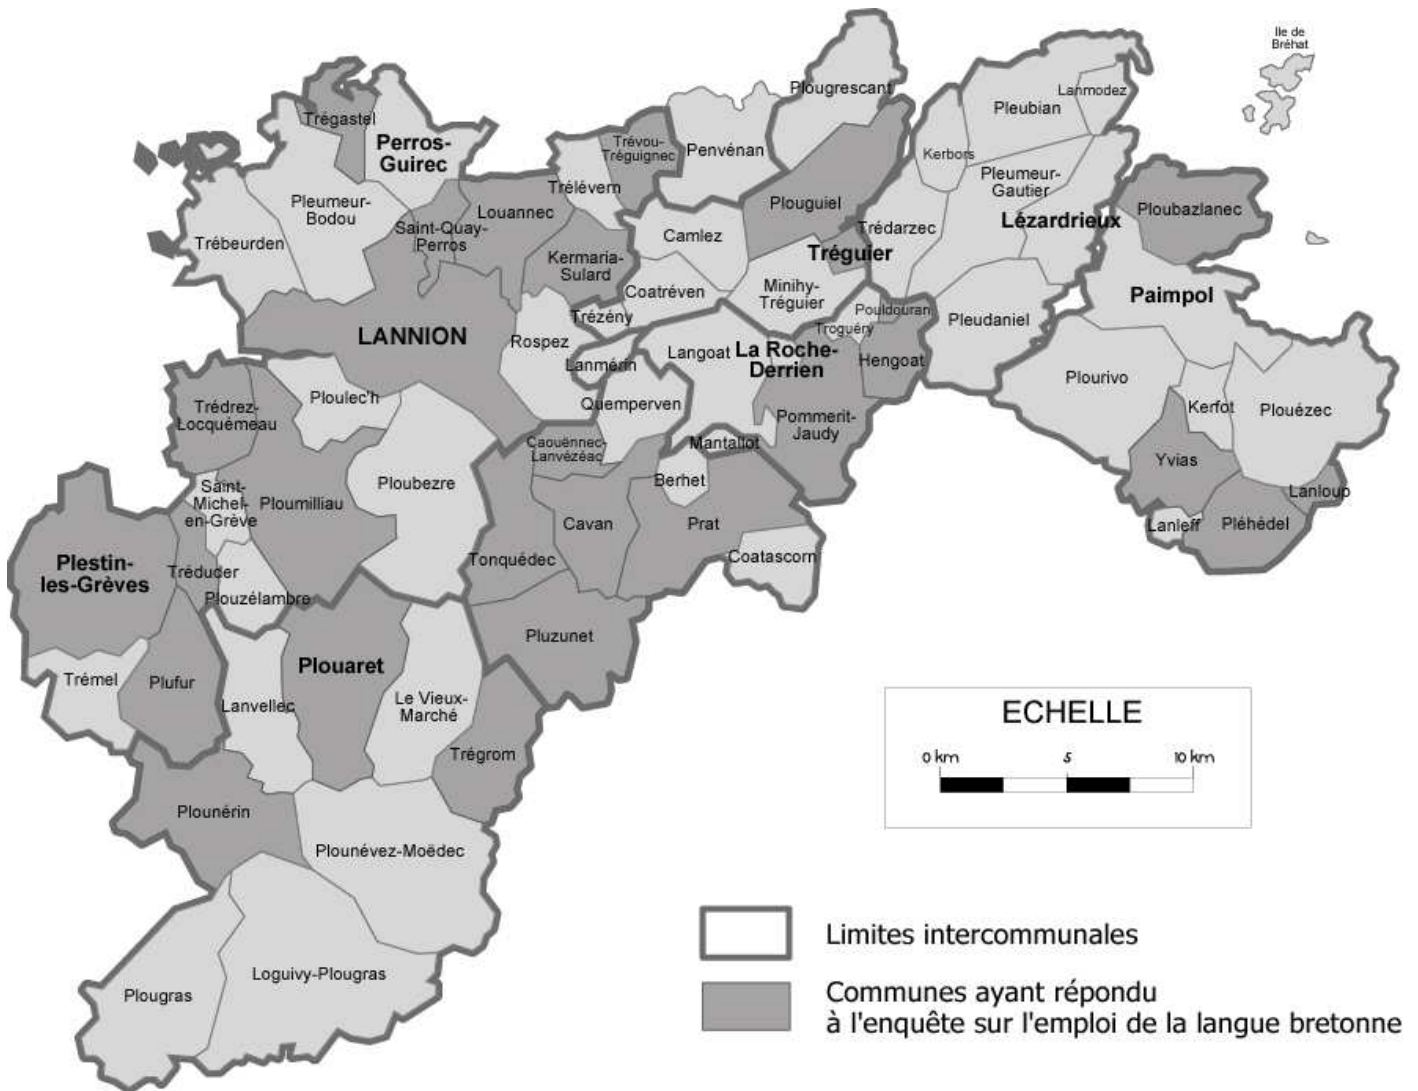 Ile de
Bréhat
Plougrescant
Lanmodez
Pleubian
Trégastel
Perros-
Guirec
Trévou-
Tréguignec
Penvénan
Kerbors
Pleumeur-
Gautier
Trélévern
Pleumeur-
Bodou
Louannec
Plouguiel
Ploubazlanec
Lézardrieux
Trédarzec
Saint-Quay-
Perros
Camlez
Trébeurden
Tréguier
Kermaria-
Sulard
Minihy-
Tréguier
Coatréven
Paimpol
Pouldouran
Trézény
Pleudaniel
Troguéry
LANNION
Rospez
Langoat
La Roche-
Derrien
Hengoat
Lanmérin
Plourivo
Ploulec'h
Quemperven
Kerfot
Plouézec
Trédrez-
Locquémeau
Pommerit-
Jaudy
Caouënnec-
Lanvézéac
Mantallot
Yvias
Berhet
Ploubezre
Saint-
Michel-
en-Grève
Ploumilliau
Lanloup
Cavan
Prat
Lanleff
Pléhédel
Plestin-
les-Grèves
Tonquédec
Coatascorn
Tréduder
Plouzélambre
Pluzunet
Plouaret
Trémel
Plufur
Lanvellec
Le Vieux-
Marché
Trégrom
Plounérin
Plounévez-Moëdec
Loguivy-Plougras
Plougras
ECHELLE
0 km 5 10 km
Limites intercommunales
Communes ayant répondu
à l'enquête sur l'emploi de la langue bretonne